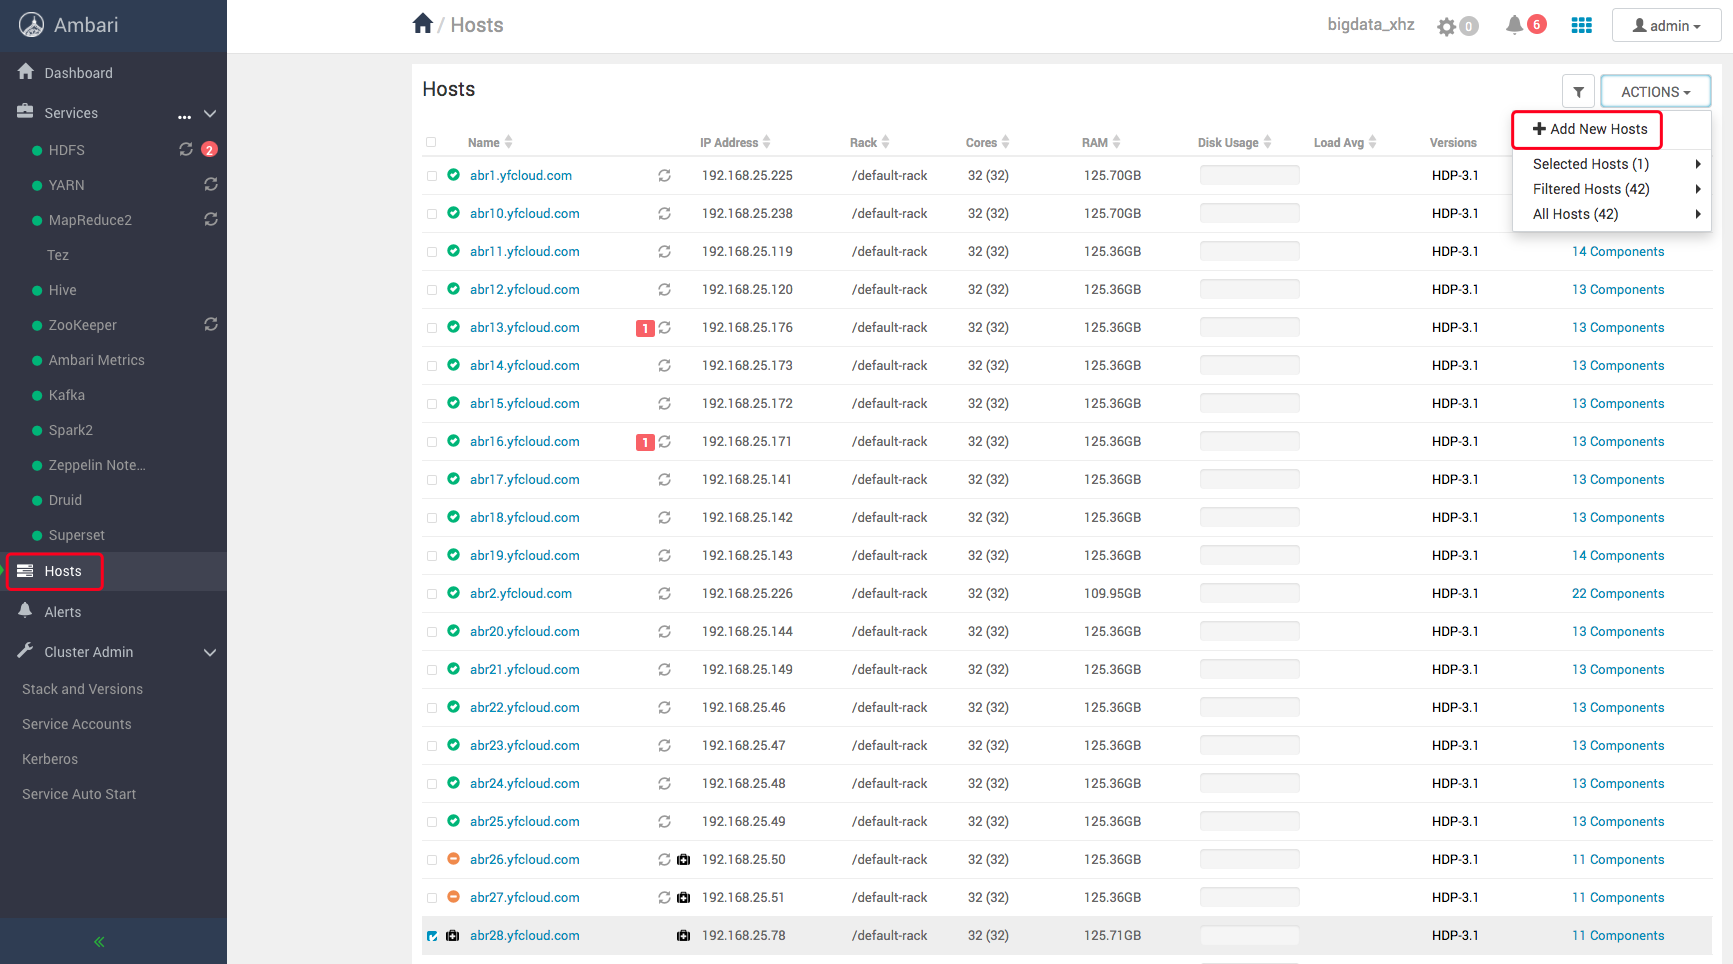 Ambari
Dashboard
Services ...
HDFS 2
YARN
MapReduce2
Tez
Hive
ZooKeeper
Ambari Metrics
Kafka
Spark2
Zeppelin Note...
Druid
Superset
Hosts
Alerts
Cluster Admin
Stack and Versions
Service Accounts
Kerberos
Service Auto Start
«
/ Hosts
bigdata_xhz 0 6 admin
Hosts
ACTIONS
+ Add New Hosts
Selected Hosts (1)
Filtered Hosts (42)
All Hosts (42)
Name IP Address Rack Cores RAM Disk Usage Load Avg Versions
abr1.yfcloud.com 192.168.25.225 /default-rack 32 (32) 125.70GB HDP-3.1
abr10.yfcloud.com 192.168.25.238 /default-rack 32 (32) 125.70GB HDP-3.1
abr11.yfcloud.com 192.168.25.119 /default-rack 32 (32) 125.36GB HDP-3.1 14 Components
abr12.yfcloud.com 192.168.25.120 /default-rack 32 (32) 125.36GB HDP-3.1 13 Components
abr13.yfcloud.com 1 192.168.25.176 /default-rack 32 (32) 125.36GB HDP-3.1 13 Components
abr14.yfcloud.com 192.168.25.173 /default-rack 32 (32) 125.36GB HDP-3.1 13 Components
abr15.yfcloud.com 192.168.25.172 /default-rack 32 (32) 125.36GB HDP-3.1 13 Components
abr16.yfcloud.com 1 192.168.25.171 /default-rack 32 (32) 125.36GB HDP-3.1 13 Components
abr17.yfcloud.com 192.168.25.141 /default-rack 32 (32) 125.36GB HDP-3.1 13 Components
abr18.yfcloud.com 192.168.25.142 /default-rack 32 (32) 125.36GB HDP-3.1 13 Components
abr19.yfcloud.com 192.168.25.143 /default-rack 32 (32) 125.36GB HDP-3.1 14 Components
abr2.yfcloud.com 192.168.25.226 /default-rack 32 (32) 109.95GB HDP-3.1 22 Components
abr20.yfcloud.com 192.168.25.144 /default-rack 32 (32) 125.36GB HDP-3.1 13 Components
abr21.yfcloud.com 192.168.25.149 /default-rack 32 (32) 125.36GB HDP-3.1 13 Components
abr22.yfcloud.com 192.168.25.46 /default-rack 32 (32) 125.36GB HDP-3.1 13 Components
abr23.yfcloud.com 192.168.25.47 /default-rack 32 (32) 125.36GB HDP-3.1 13 Components
abr24.yfcloud.com 192.168.25.48 /default-rack 32 (32) 125.36GB HDP-3.1 13 Components
abr25.yfcloud.com 192.168.25.49 /default-rack 32 (32) 125.36GB HDP-3.1 13 Components
abr26.yfcloud.com 192.168.25.50 /default-rack 32 (32) 125.36GB HDP-3.1 11 Components
abr27.yfcloud.com 192.168.25.51 /default-rack 32 (32) 125.36GB HDP-3.1 11 Components
abr28.yfcloud.com 192.168.25.78 /default-rack 32 (32) 125.71GB HDP-3.1 11 Components